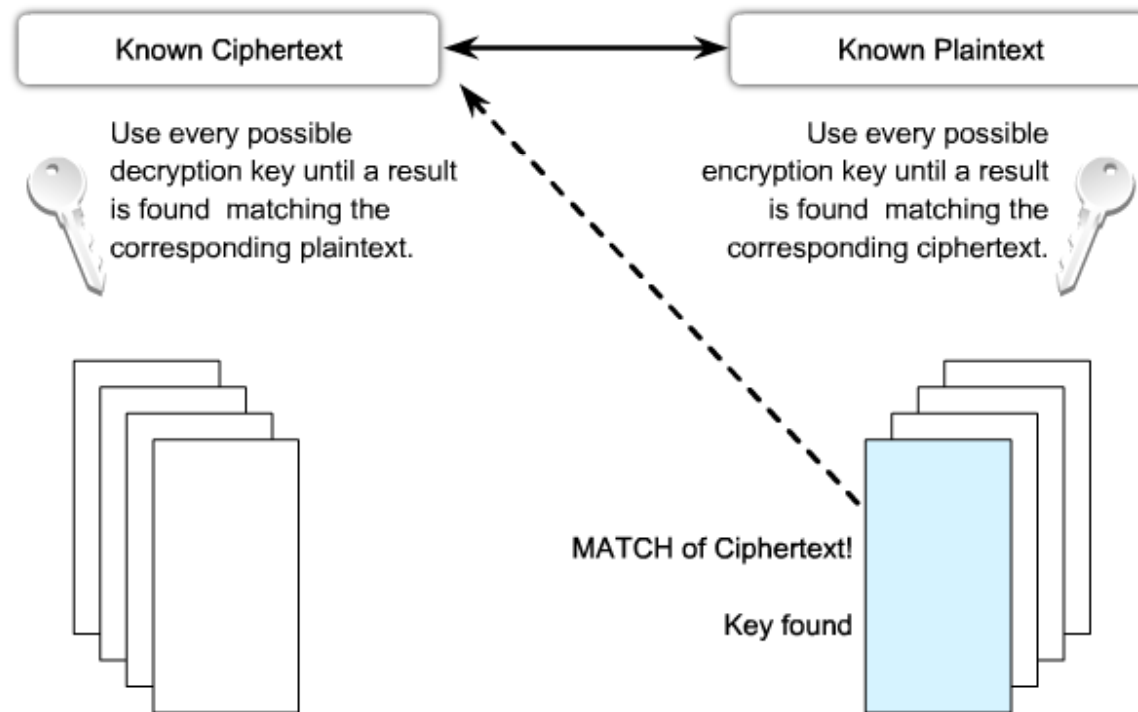 Known Ciphertext
Known Plaintext
Use every possible
decryption key until a result
is found matching the
corresponding plaintext.
Use every possible
encryption key until a result
is found matching the
corresponding ciphertext.
MATCH of Ciphertext!
Key found